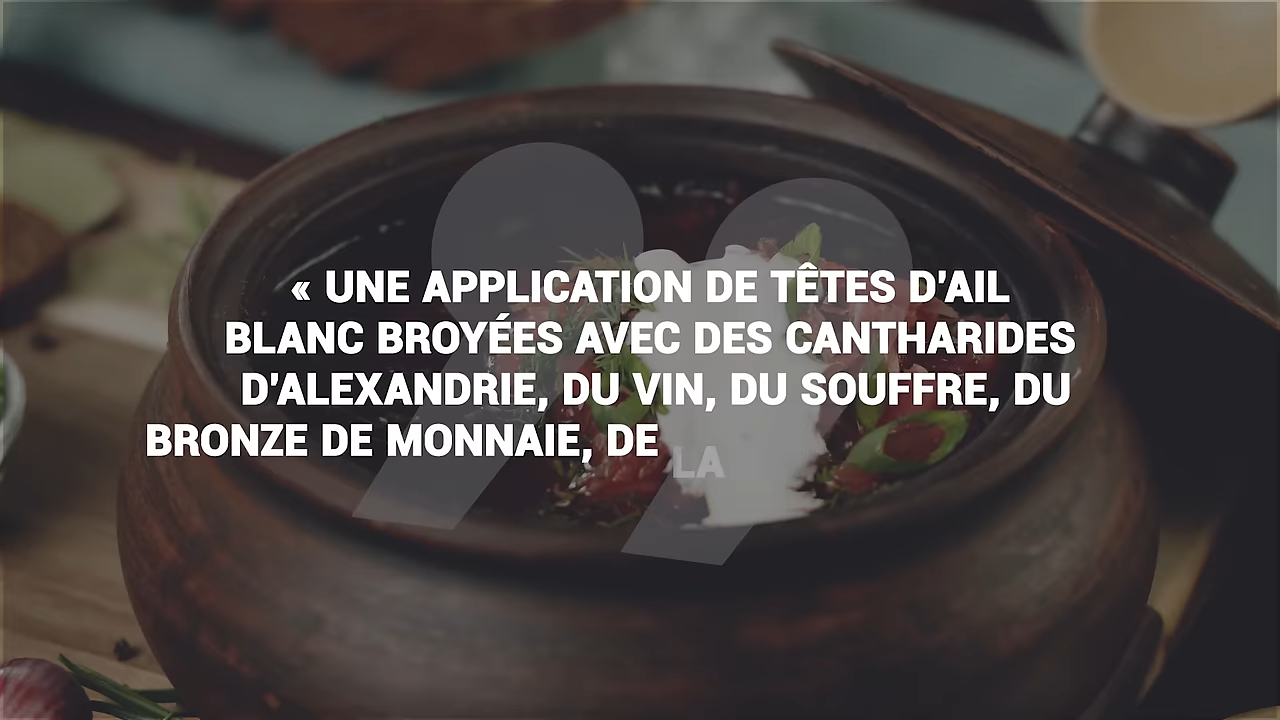 « UNE APPLICATION DE TÊTES D'AIL
BLANC BROYÉES AVEC DES CANTHARIDES
D'ALEXANDRIE, DU VIN, DU SOUFFRE, DU
BRONZE DE MONNAIE, DE LA